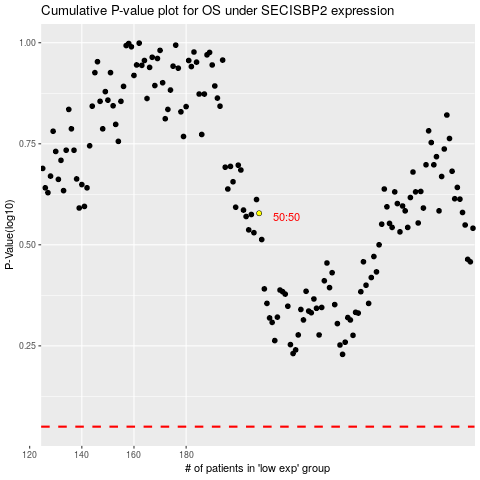 Cumulative P-value plot for OS under SECISBP2 expression
1.00
0.75
0.50
0.25
P-Value(log10)
50:50
120 140 160 180
# of patients in 'low exp' group